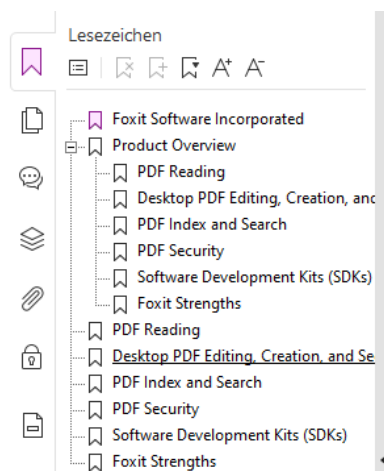 Lesezeichen
A+ A-
Foxit Software Incorporated
Product Overview
PDF Reading
Desktop PDF Editing, Creation, and
PDF Index and Search
PDF Security
Software Development Kits (SDKs)
Foxit Strengths
PDF Reading
Desktop PDF Editing, Creation, and Se
PDF Index and Search
PDF Security
Software Development Kits (SDKs)
Foxit Strengths